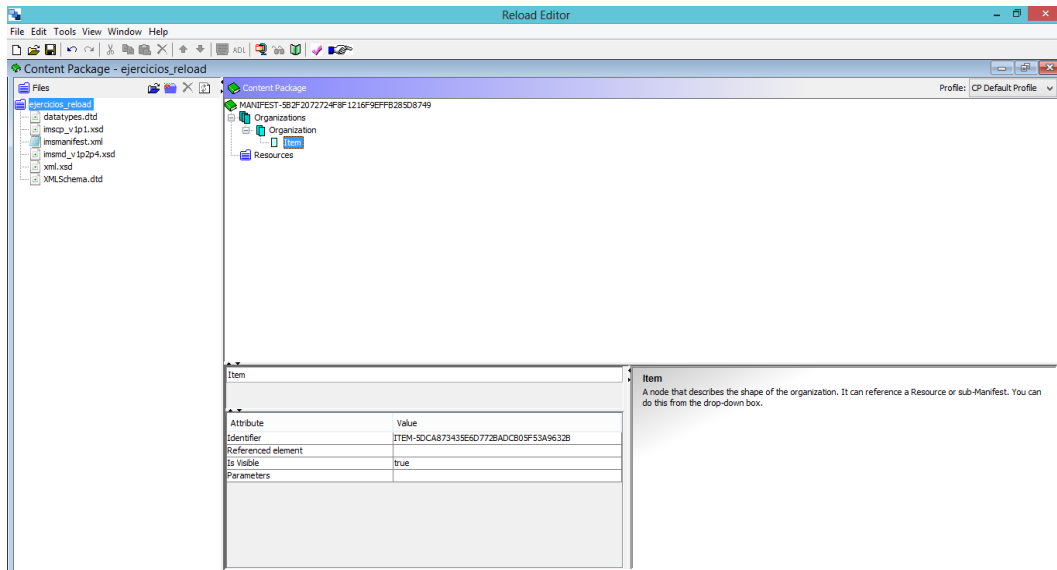 Reload Editor
File Edit Tools View Window Help
ADL
Content Package - ejercicios_reload
Files
ejercicios_reload
datatypes.dtd
imscp_v1p1.xsd
imsmanifest.xml
imsmd_v1p2p4.xsd
xml.xsd
XMLSchema.dtd
Content Package
Profile: CP Default Profile
MANIFEST-5B2F2072724F8F1216F9EFFB285D8749
Organizations
Organization
Item
Resources
Item
Attribute Value
Identifier ITEM-5DCA873435E6D772BADCB05F53A9632B
Referenced element
Is Visible true
Parameters
Item
A node that describes the shape of the organization. It can reference a Resource or sub-Manifest. You can
do this from the drop-down box.